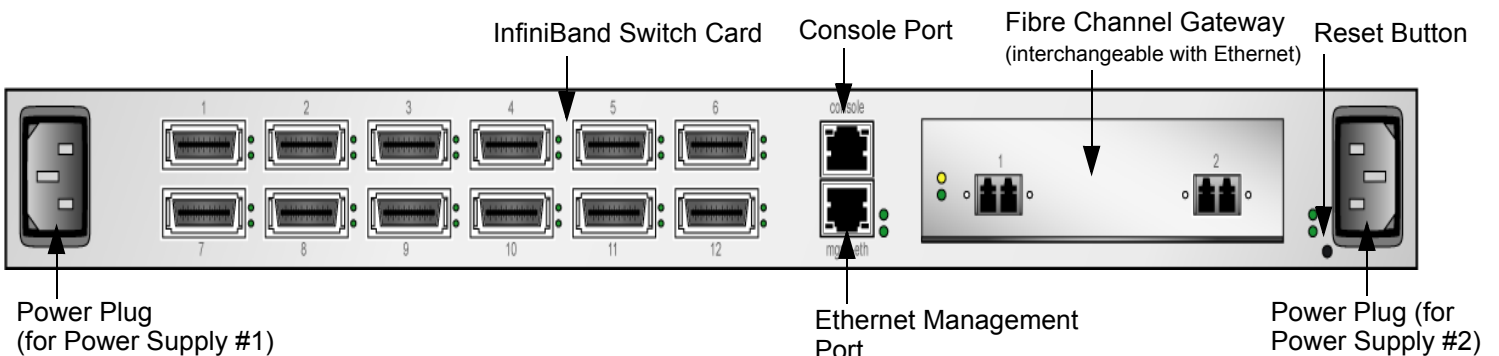 InfiniBand Switch Card
Console Port
Fibre Channel Gateway
(interchangeable with Ethernet)
Reset Button
1
2
3
4
5
6
console
1
2
7
8
9
10
11
12
Power Plug
(for Power Supply #1)
Ethernet Management
Port
Power Plug (for
Power Supply #2)